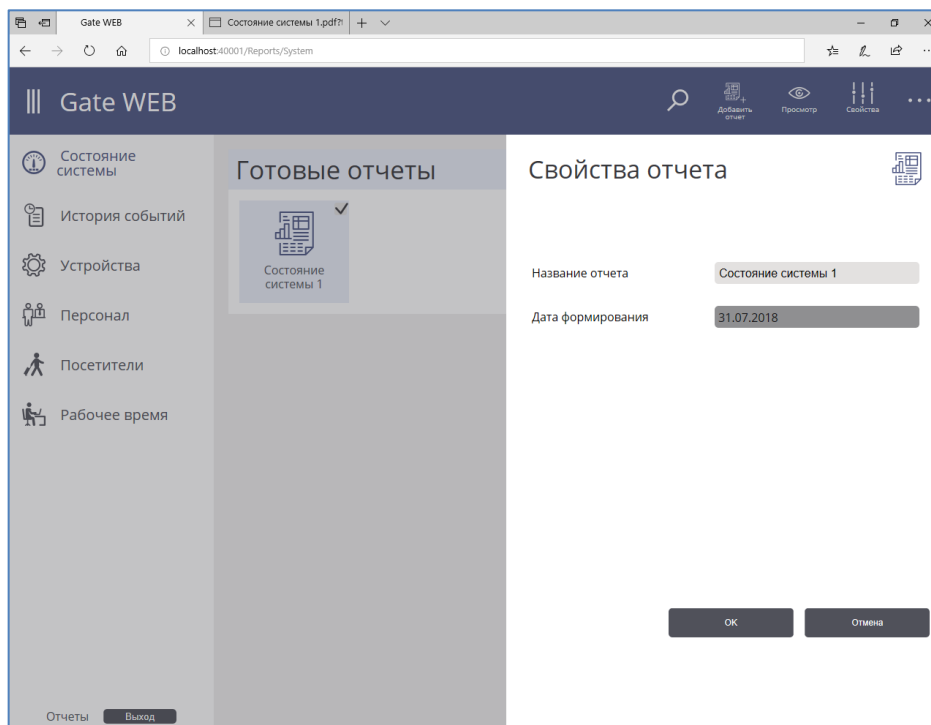 Gate WEB
Состояние системы 1.pdf?!
localhost:40001/Reports/System
Gate WEB
Добавить
отчет
Просмотр
Свойства
Состояние
системы
История событий
Устройства
Персонал
Посетители
Рабочее время
Готовые отчеты
Состояние
системы 1
Свойства отчета
Название отчета
Состояние системы 1
Дата формирования
31.07.2018
OK
Отмена
Отчеты
Выход